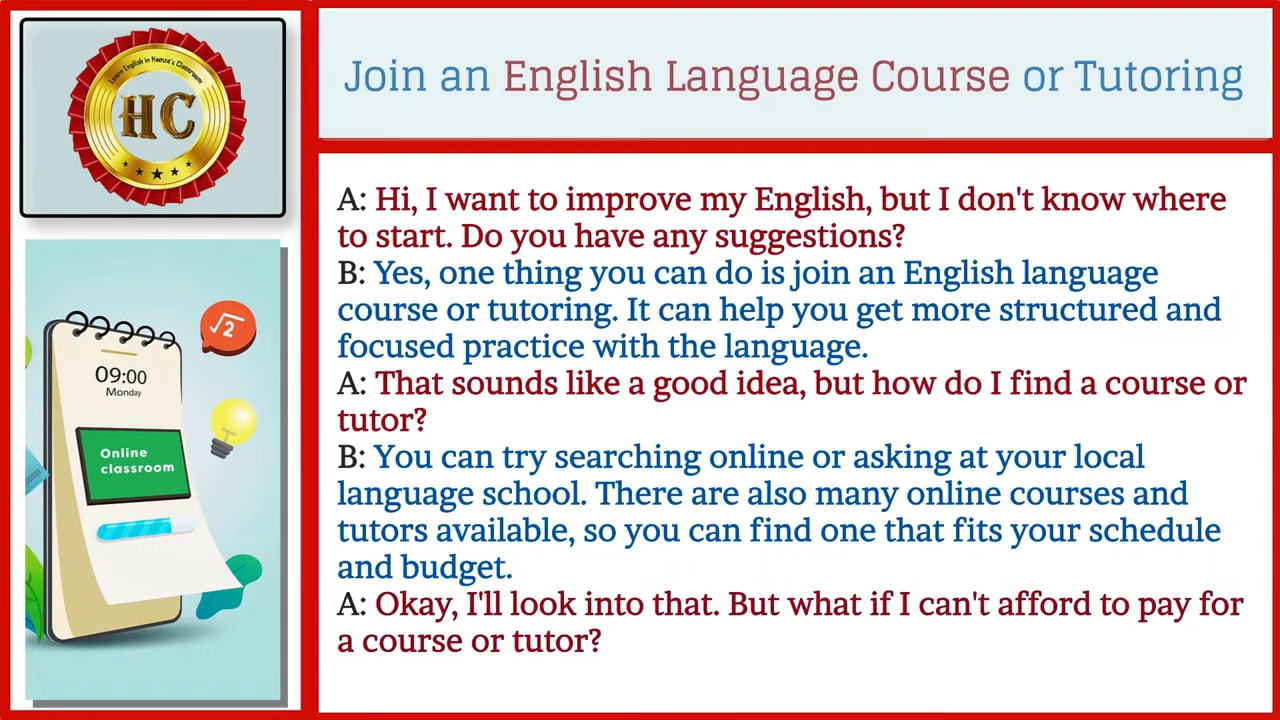 Learn English in Hamza's Classroom
HC
Join an English Language Course or Tutoring
√2
09:00
Monday
Online
classroom
A: Hi, I want to improve my English, but I don't know where
to start. Do you have any suggestions?
B: Yes, one thing you can do is join an English language
course or tutoring. It can help you get more structured and
focused practice with the language.
A: That sounds like a good idea, but how do I find a course or
tutor?
B: You can try searching online or asking at your local
language school. There are also many online courses and
tutors available, so you can find one that fits your schedule
and budget.
A: Okay, I'll look into that. But what if I can't afford to pay for
a course or tutor?